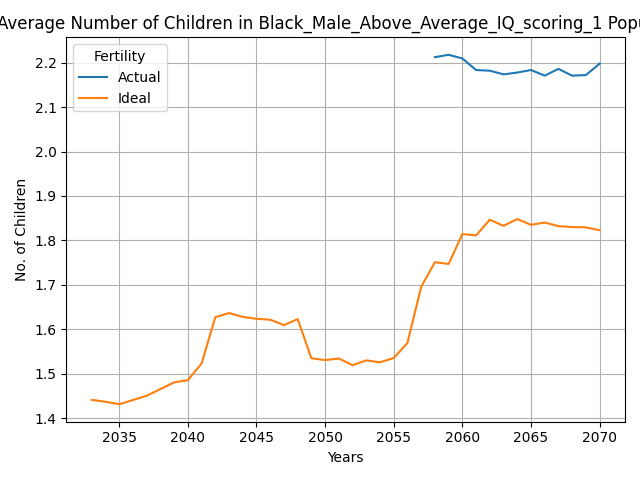 Average Number of Children in Black_Male_Above_Average_IQ_scoring_1 Popu
Fertility
Actual
Ideal
No. of Children
2.2
2.1
2.0
1.9
1.8
1.7
1.6
1.5
1.4
2035 2040 2045 2050 2055 2060 2065 2070
Years